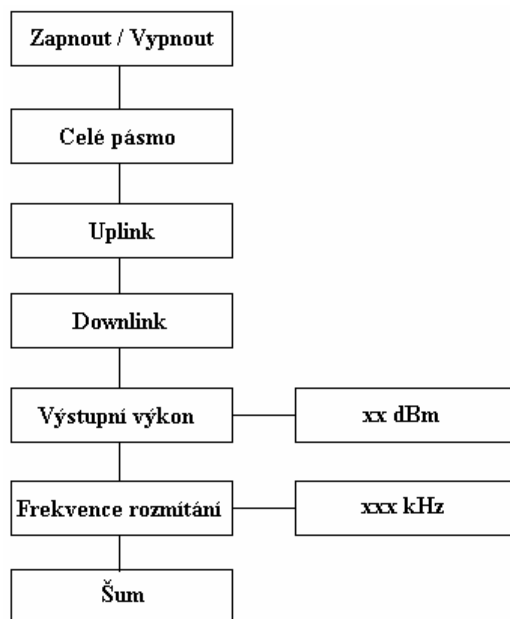 Zapnout / Vypnout
Celé pásmo
Uplink
Downlink
Výstupní výkon
xx dBm
Frekvence rozmítání
xxx kHz
Šum